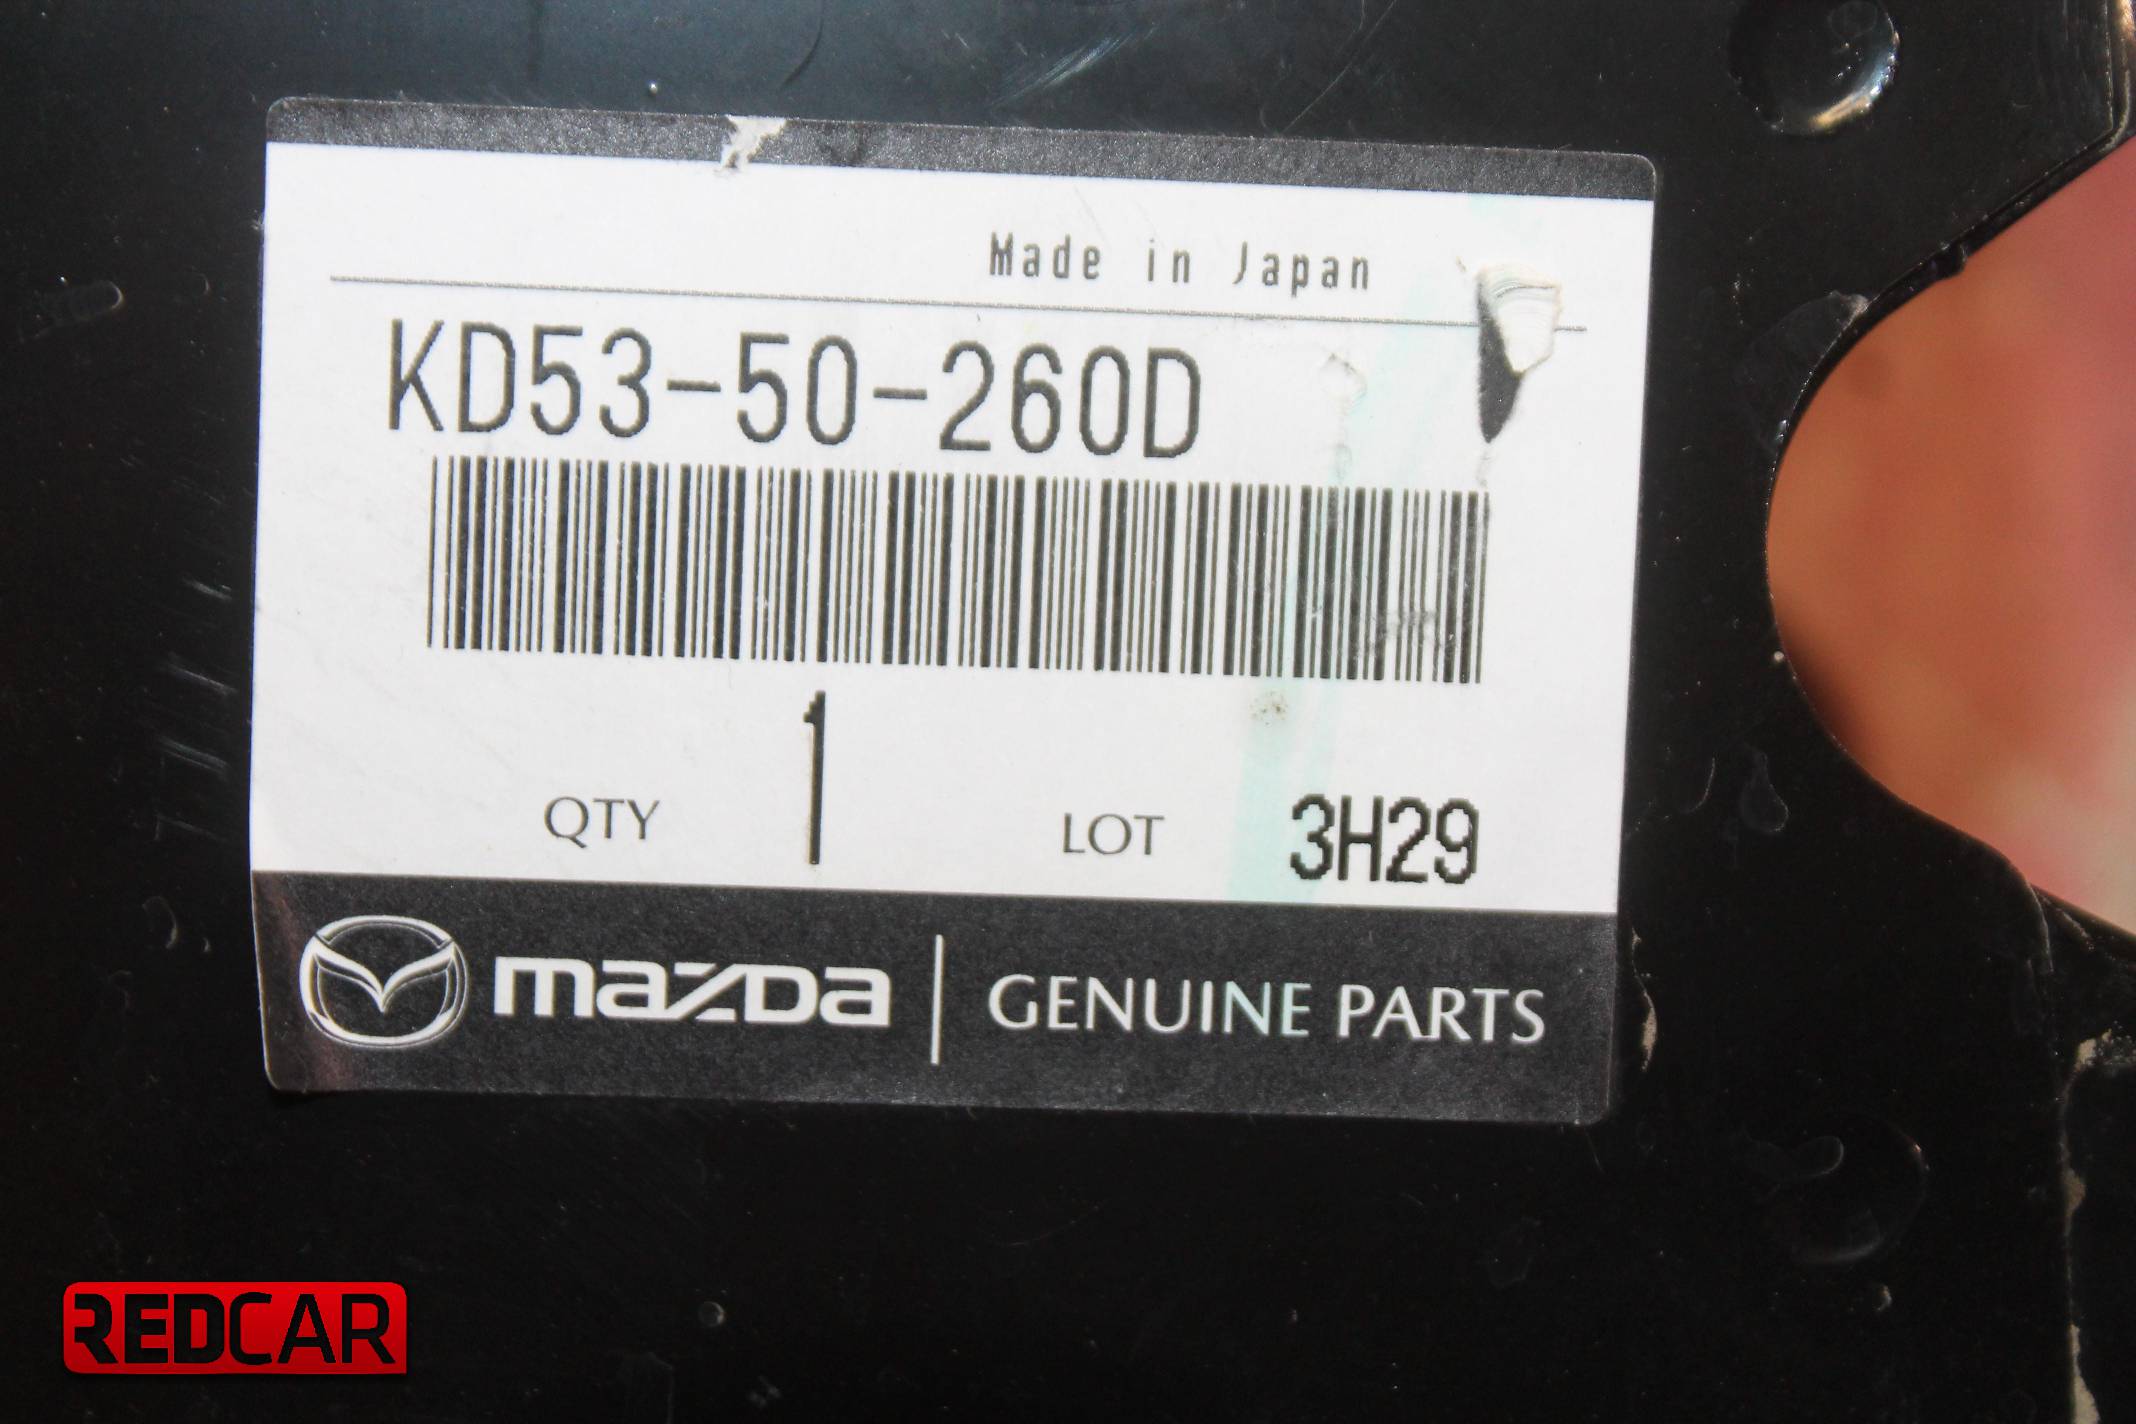 Made in Japan
KD53-50-260D
QTY 1 LOT 3H29
mazda | GENUINE PARTS
REDCAR